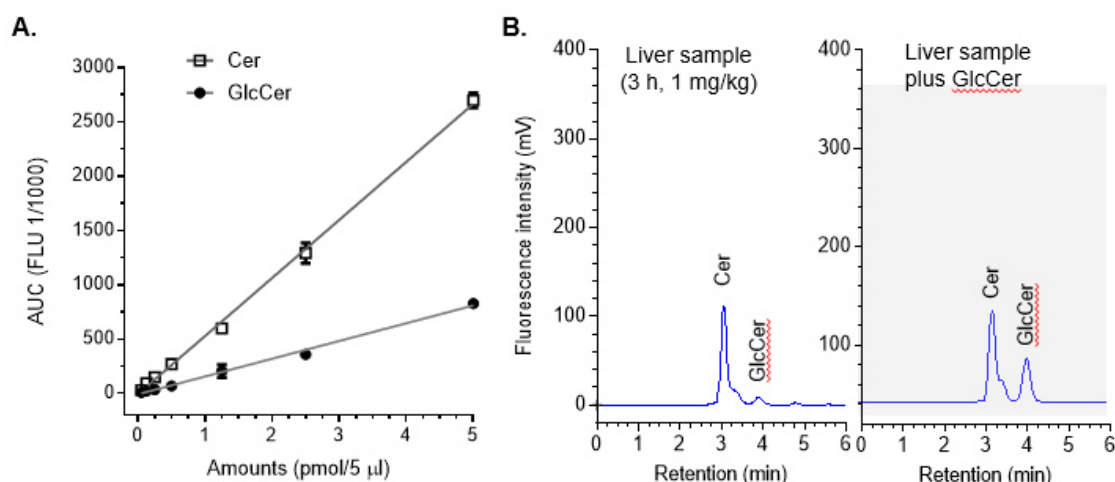 A.
Cer
GlcCer
3000
2500
2000
1500
1000
500
0
AUC (FLU 1/1000)
0
1
2
3
4
5
Amounts (pmol/5 µl)
B.
Liver sample
(3 h, 1 mg/kg)
400
300
200
100
0
Fluorescence intensity (mV)
Cer
GlcCer
0 1 2 3 4 5 6
Retention (min)
Liver sample
plus GlcCer
400
300
200
100
Cer
GlcCer
0 1 2 3 4 5 6
Retention (min)